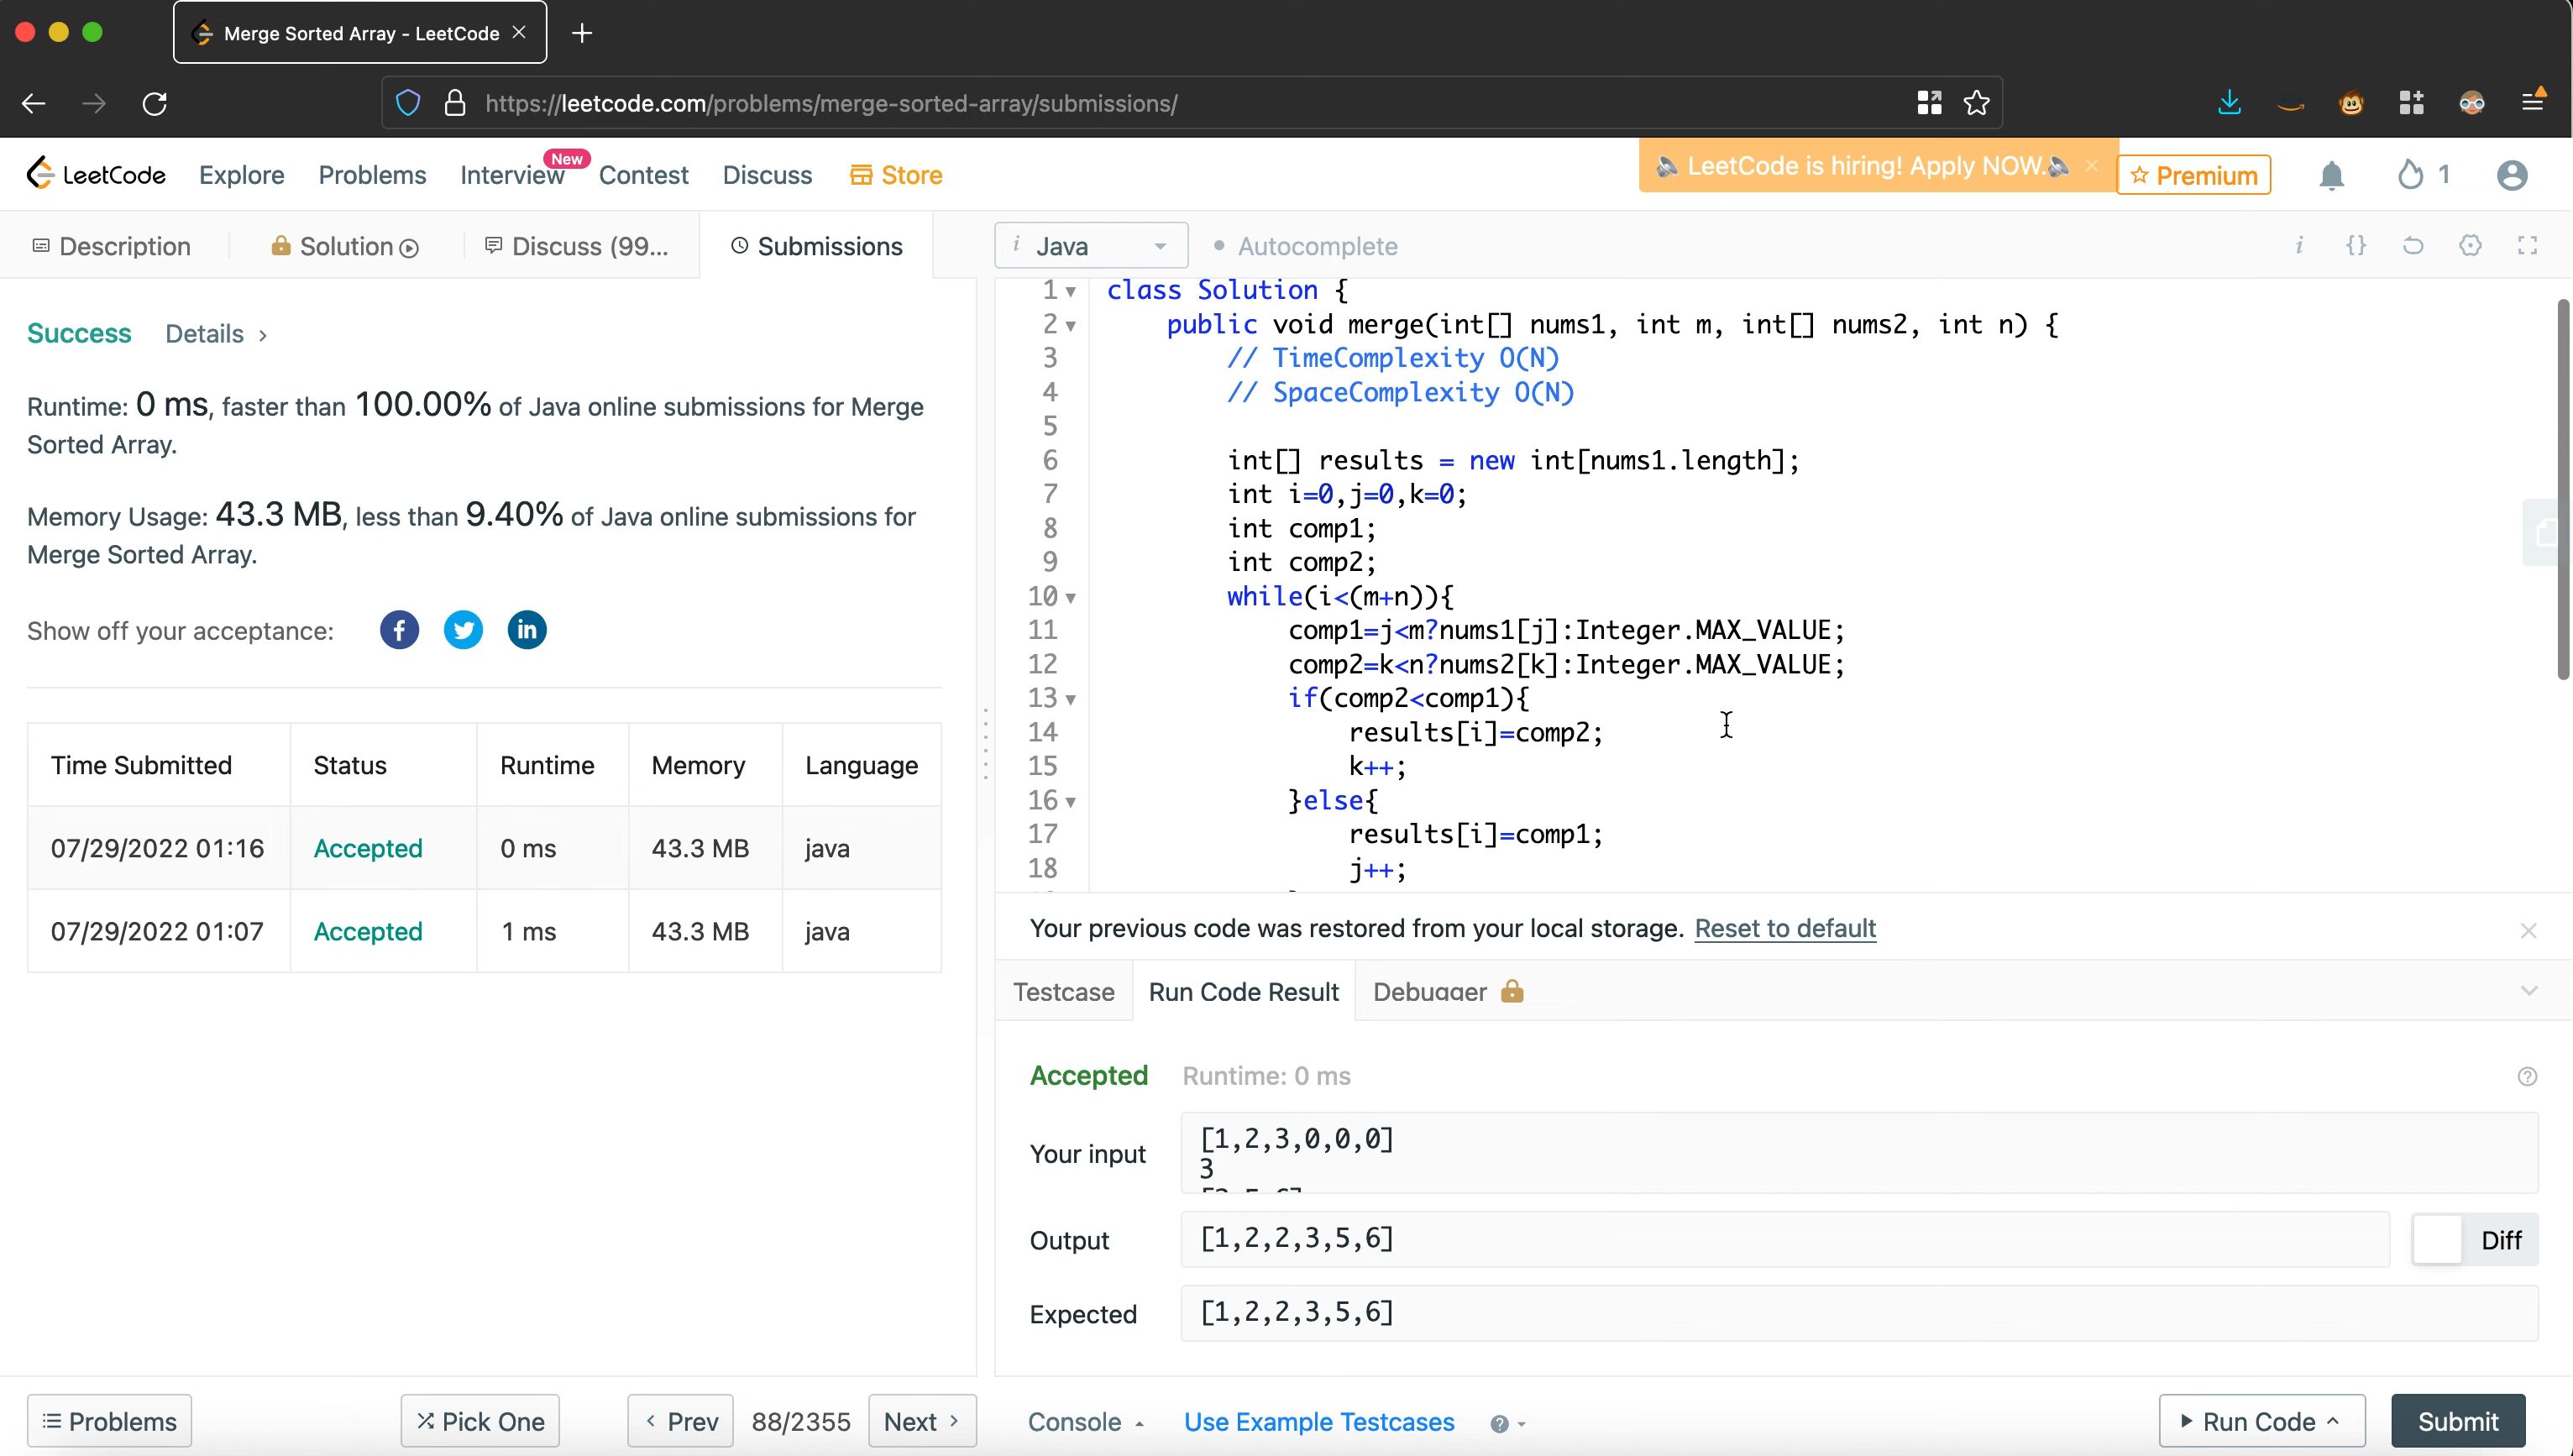 Merge Sorted Array - LeetCode
https://leetcode.com/problems/merge-sorted-array/submissions/
LeetCode
Explore
Problems
Interview
New
Contest
Discuss
Store
LeetCode is hiring! Apply NOW.
Premium
1
Description
Solution
Discuss (99...
Submissions
i Java
Autocomplete
i {}
Success Details >
Runtime: 0 ms, faster than 100.00% of Java online submissions for Merge
Sorted Array.
Memory Usage: 43.3 MB, less than 9.40% of Java online submissions for
Merge Sorted Array.
Show off your acceptance:
Time Submitted Status Runtime Memory Language
07/29/2022 01:16 Accepted 0 ms 43.3 MB java
07/29/2022 01:07 Accepted 1 ms 43.3 MB java
1 class Solution {
2 public void merge(int[] nums1, int m, int[] nums2, int n) {
3 // TimeComplexity O(N)
4 // SpaceComplexity O(N)
5
6 int[] results = new int[nums1.length];
7 int i=0,j=0,k=0;
8 int comp1;
9 int comp2;
10 while(i<(m+n)){
11 comp1=j<m?nums1[j]:Integer.MAX_VALUE;
12 comp2=k<n?nums2[k]:Integer.MAX_VALUE;
13 if(comp2<comp1){
14 results[i]=comp2;
15 k++;
16 }else{
17 results[i]=comp1;
18 j++;
Your previous code was restored from your local storage. Reset to default
Testcase
Run Code Result
Debugger
Accepted Runtime: 0 ms
Your input
[1,2,3,0,0,0]
3
Output
[1,2,2,3,5,6]
Diff
Expected
[1,2,2,3,5,6]
Problems
Pick One
Prev
88/2355
Next
Console
Use Example Testcases
Run Code
Submit